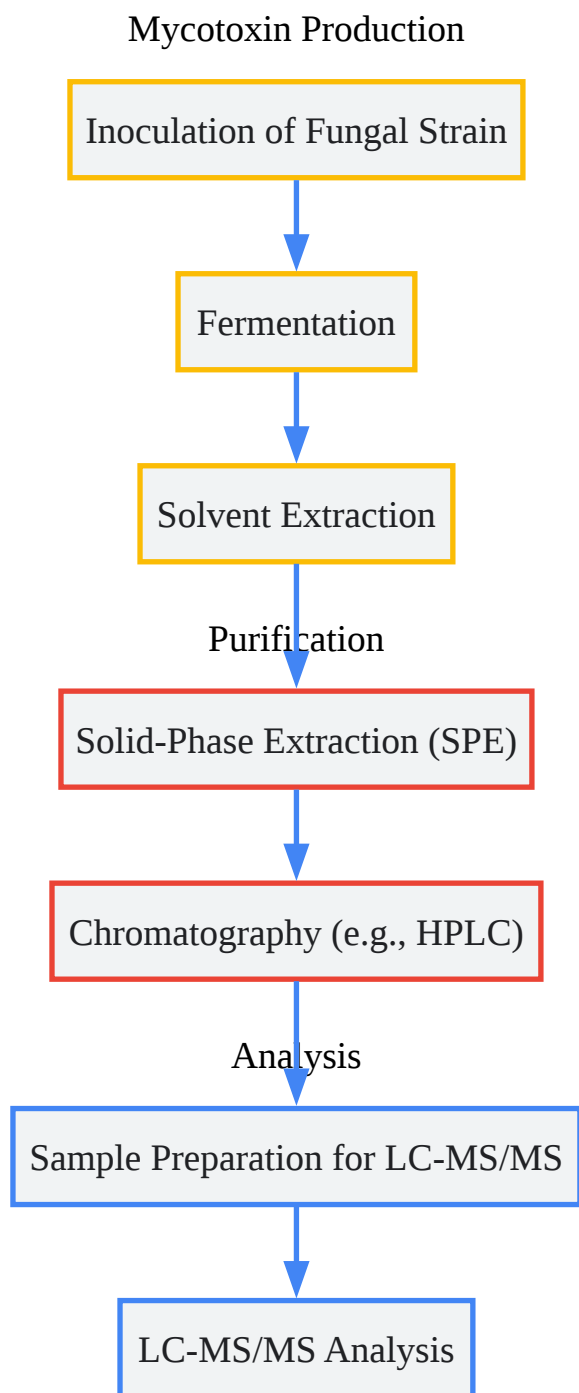 Mycotoxin Production
Inoculation of Fungal Strain
Fermentation
Solvent Extraction
Purification
Solid-Phase Extraction (SPE)
Chromatography (e.g., HPLC)
Analysis
Sample Preparation for LC-MS/MS
LC-MS/MS Analysis